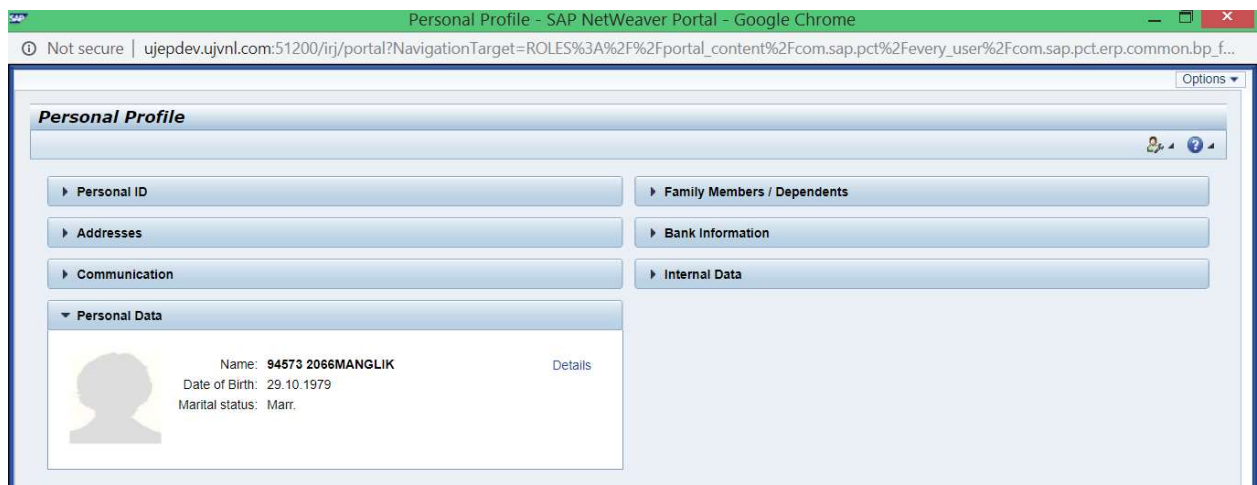 SAP
Personal Profile - SAP NetWeaver Portal - Google Chrome
Not secure | ujepdev.ujvnl.com:51200/irj/portal?NavigationTarget=ROLES%3A%2F%2Fportal_content%2Fcom.sap.pct%2Fevery_user%2Fcom.sap.pct.erp.common.bp_f...
Options
Personal Profile
Personal ID
Addresses
Communication
Personal Data
Name: 94573 2066MANGLIK
Details
Date of Birth: 29.10.1979
Marital status: Marr.
Family Members / Dependents
Bank Information
Internal Data